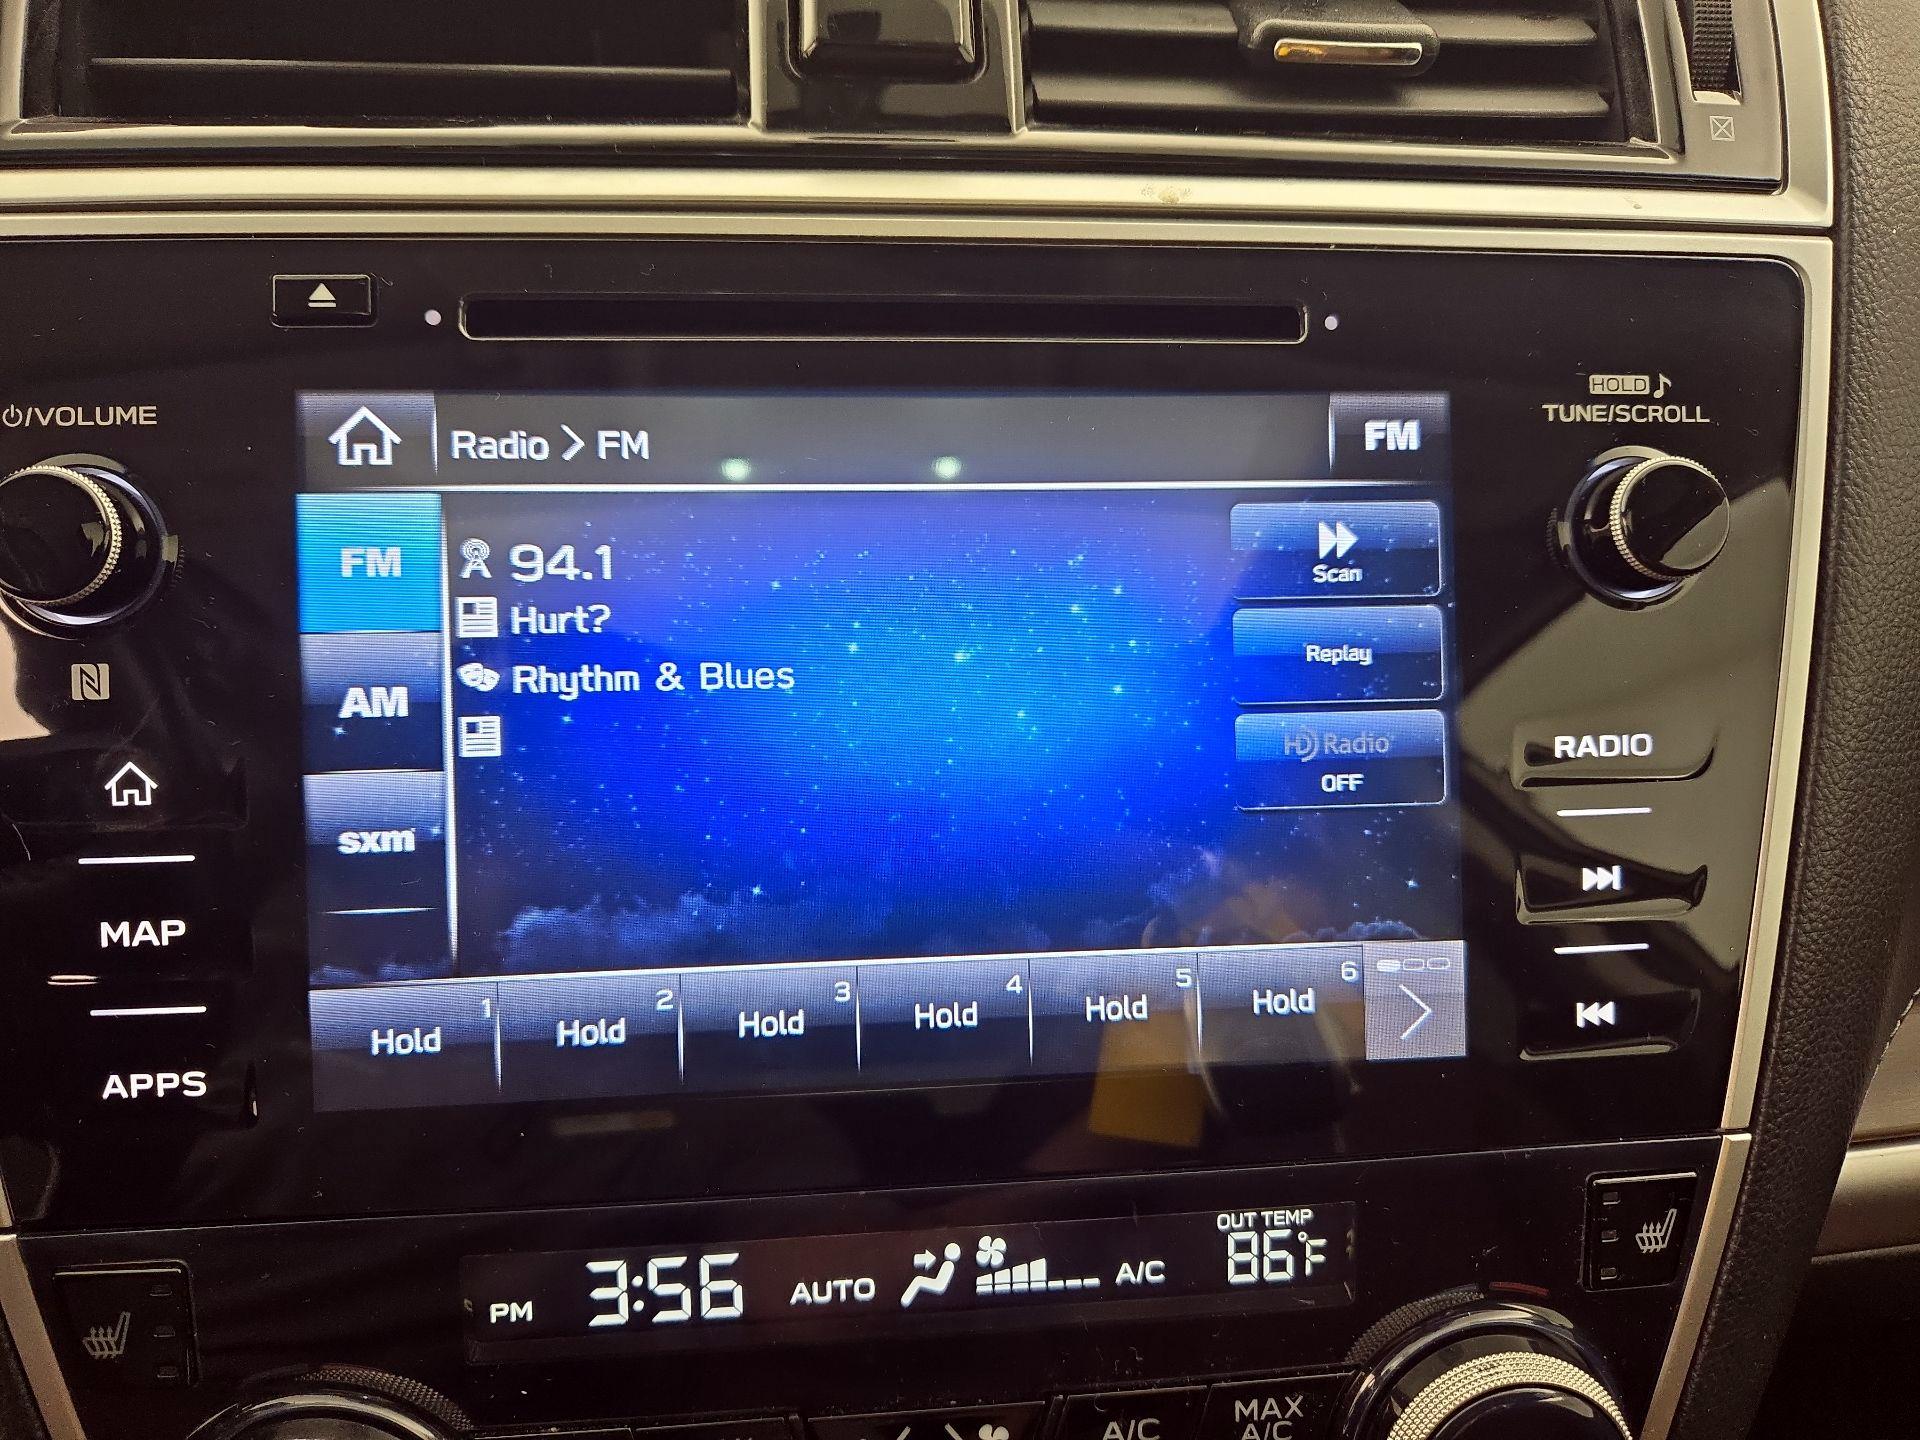 HOLD
/VOLUME
TUNE/SCROLL
Radio > FM
FM
FM
94.1
Scan
Hurt?
Replay
Rhythm & Blues
AM
HD Radio
OFF
RADIO
sxm
MAP
1 2 3 4 5 6
Hold Hold Hold Hold Hold Hold
APPS
OUT TEMP
PM 3:56 AUTO A/C 86°F
A/C
MAX
A/C